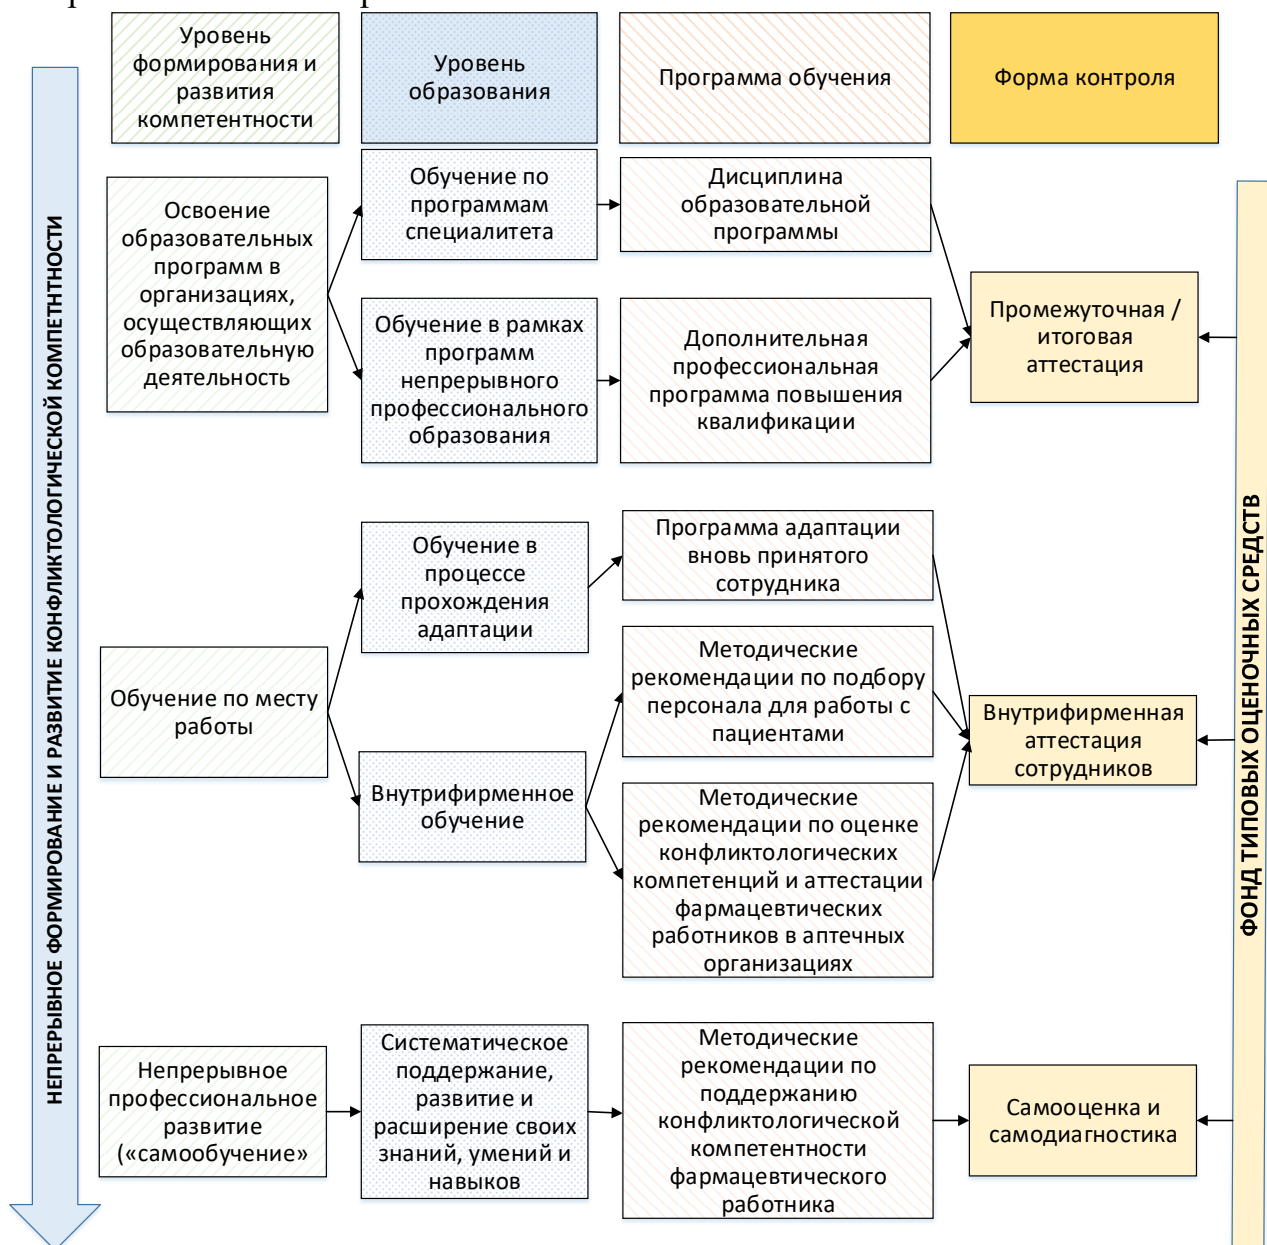 Уровень
формирования и
развития
компетентности
Уровень
образования
Программа обучения
Форма контроля
НЕПРЕРЫВНОЕ ФОРМИРОВАНИЕ И РАЗВИТИЕ КОНФЛИКТОЛОГИЧЕСКОЙ КОМПЕТНТНОСТИ
Освоение
образовательных
программ в
организациях,
осуществляющих
образовательную
деятельность
Обучение по
программам
специалитета
Дисциплина
образовательной
программы
Обучение в рамках
программ
непрерывного
профессионального
образования
Дополнительная
профессиональная
программа повышения
квалификации
Промежуточная /
итоговая
аттестация
Обучение по месту
работы
Обучение в
процессе
прохождения
адаптации
Программа адаптации
вновь принятого
сотрудника
Внутрифирменное
обучение
Методические
рекомендации по подбору
персонала для работы с
пациентами
Методические
рекомендации по оценке
конфликтологических
компетенций и аттестации
фармацевтических
работников в аптечных
организациях
Внутрифирменная
аттестация
сотрудников
Непрерывное
профессиональное
развитие
(«самообучение»
Систематическое
поддержание,
развитие и
расширение своих
знаний, умений и
навыков
Методические
рекомендации по
поддержанию
конфликтологической
компетентности
фармацевтического
работника
Самооценка и
самодиагностика
ФОНД ТИПОВЫХ ОЦЕНОЧНЫХ СРЕДСТВ